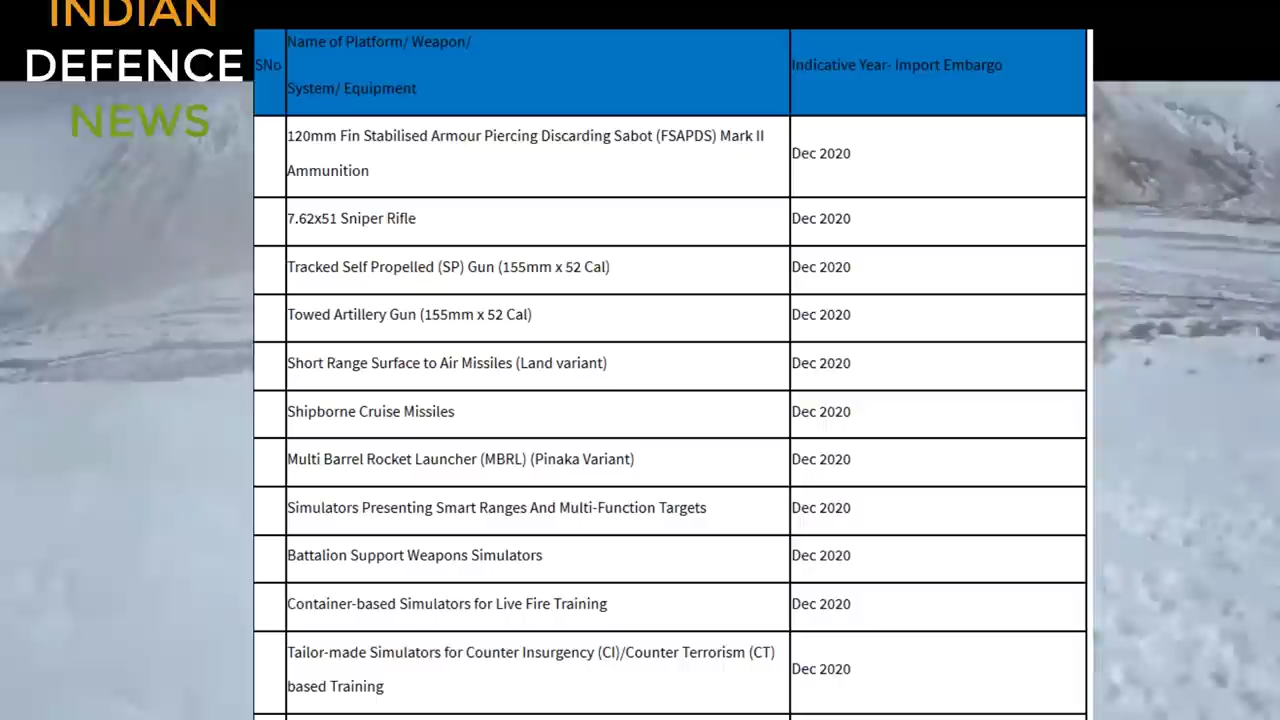 INDIAN
DEFENCE
NEWS
SNo
Name of Platform/ Weapon/
System/ Equipment
Indicative Year- Import Embargo
120mm Fin Stabilised Armour Piercing Discarding Sabot (FSAPDS) Mark II
Ammunition
Dec 2020
7.62x51 Sniper Rifle
Dec 2020
Tracked Self Propelled (SP) Gun (155mm x 52 Cal)
Dec 2020
Towed Artillery Gun (155mm x 52 Cal)
Dec 2020
Short Range Surface to Air Missiles (Land variant)
Dec 2020
Shipborne Cruise Missiles
Dec 2020
Multi Barrel Rocket Launcher (MBRL) (Pinaka Variant)
Dec 2020
Simulators Presenting Smart Ranges And Multi-Function Targets
Dec 2020
Battalion Support Weapons Simulators
Dec 2020
Container-based Simulators for Live Fire Training
Dec 2020
Tailor-made Simulators for Counter Insurgency (CI)/Counter Terrorism (CT)
based Training
Dec 2020